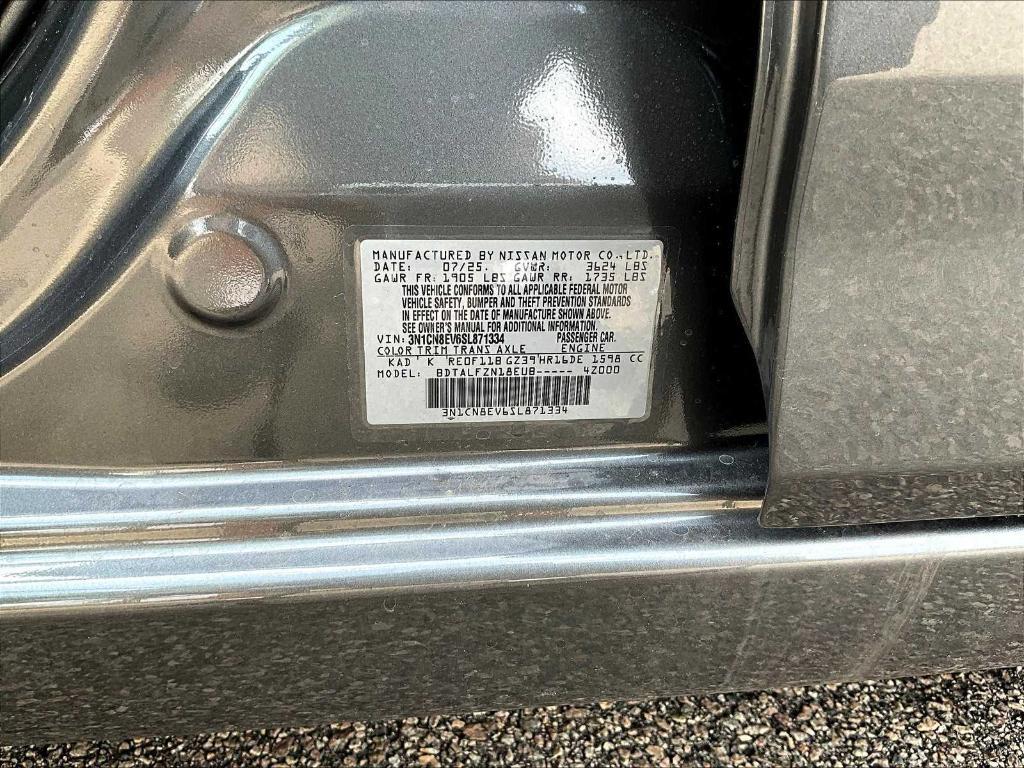 MANUFACTURED BY NISSAN MOTOR CO.,LTD.
DATE: 07/25. GVWR: 3624 LBS
GAWR FR: 1905 LBS GAWR RR: 1735 LBS
THIS VEHICLE CONFORMS TO ALL APPLICABLE FEDERAL MOTOR
VEHICLE SAFETY, BUMPER AND THEFT PREVENTION STANDARDS
IN EFFECT ON THE DATE OF MANUFACTURE SHOWN ABOVE.
SEE OWNER'S MANUAL FOR ADDITIONAL INFORMATION.
VIN: 3N1CN8EV6SL871334 PASSENGER CAR.
COLOR TRIM TRANS AXLE ENGINE
KAD ' K 'RE0F11B GZ39'HR16DE 1598 CC
MODEL: BDTALFZN18EUB----- 4Z000
3N1CN8EV6SL871334